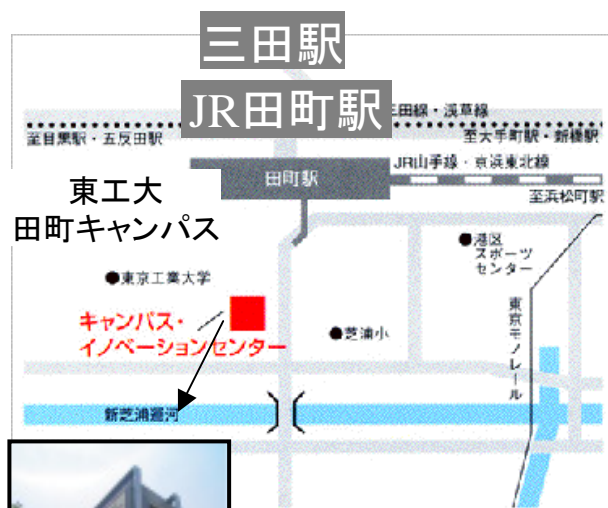 三田駅
JR田町駅
三田線・浅草線
至目黒駅・五反田駅
至大手町駅・新橋駅
JR山手線・京浜東北線
田町駅
至浜松町駅
東工大
田町キャンパス
●港区
スポーツ
センター
●東京工業大学
キャンパス・
イノベーションセンター
●芝浦小
東京モノレール
新芝浦運河